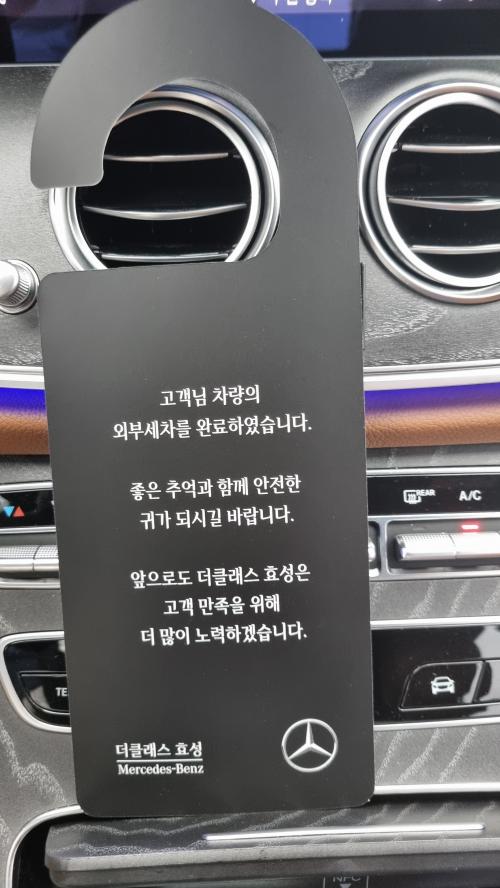 고객님 차량의
외부세차를 완료하였습니다.
좋은 추억과 함께 안전한
귀가 되시길 바랍니다.
REAR A/C
앞으로도 더클래스 효성은
고객 만족을 위해
더 많이 노력하겠습니다.
더클래스 효성
Mercedes-Benz
NFC